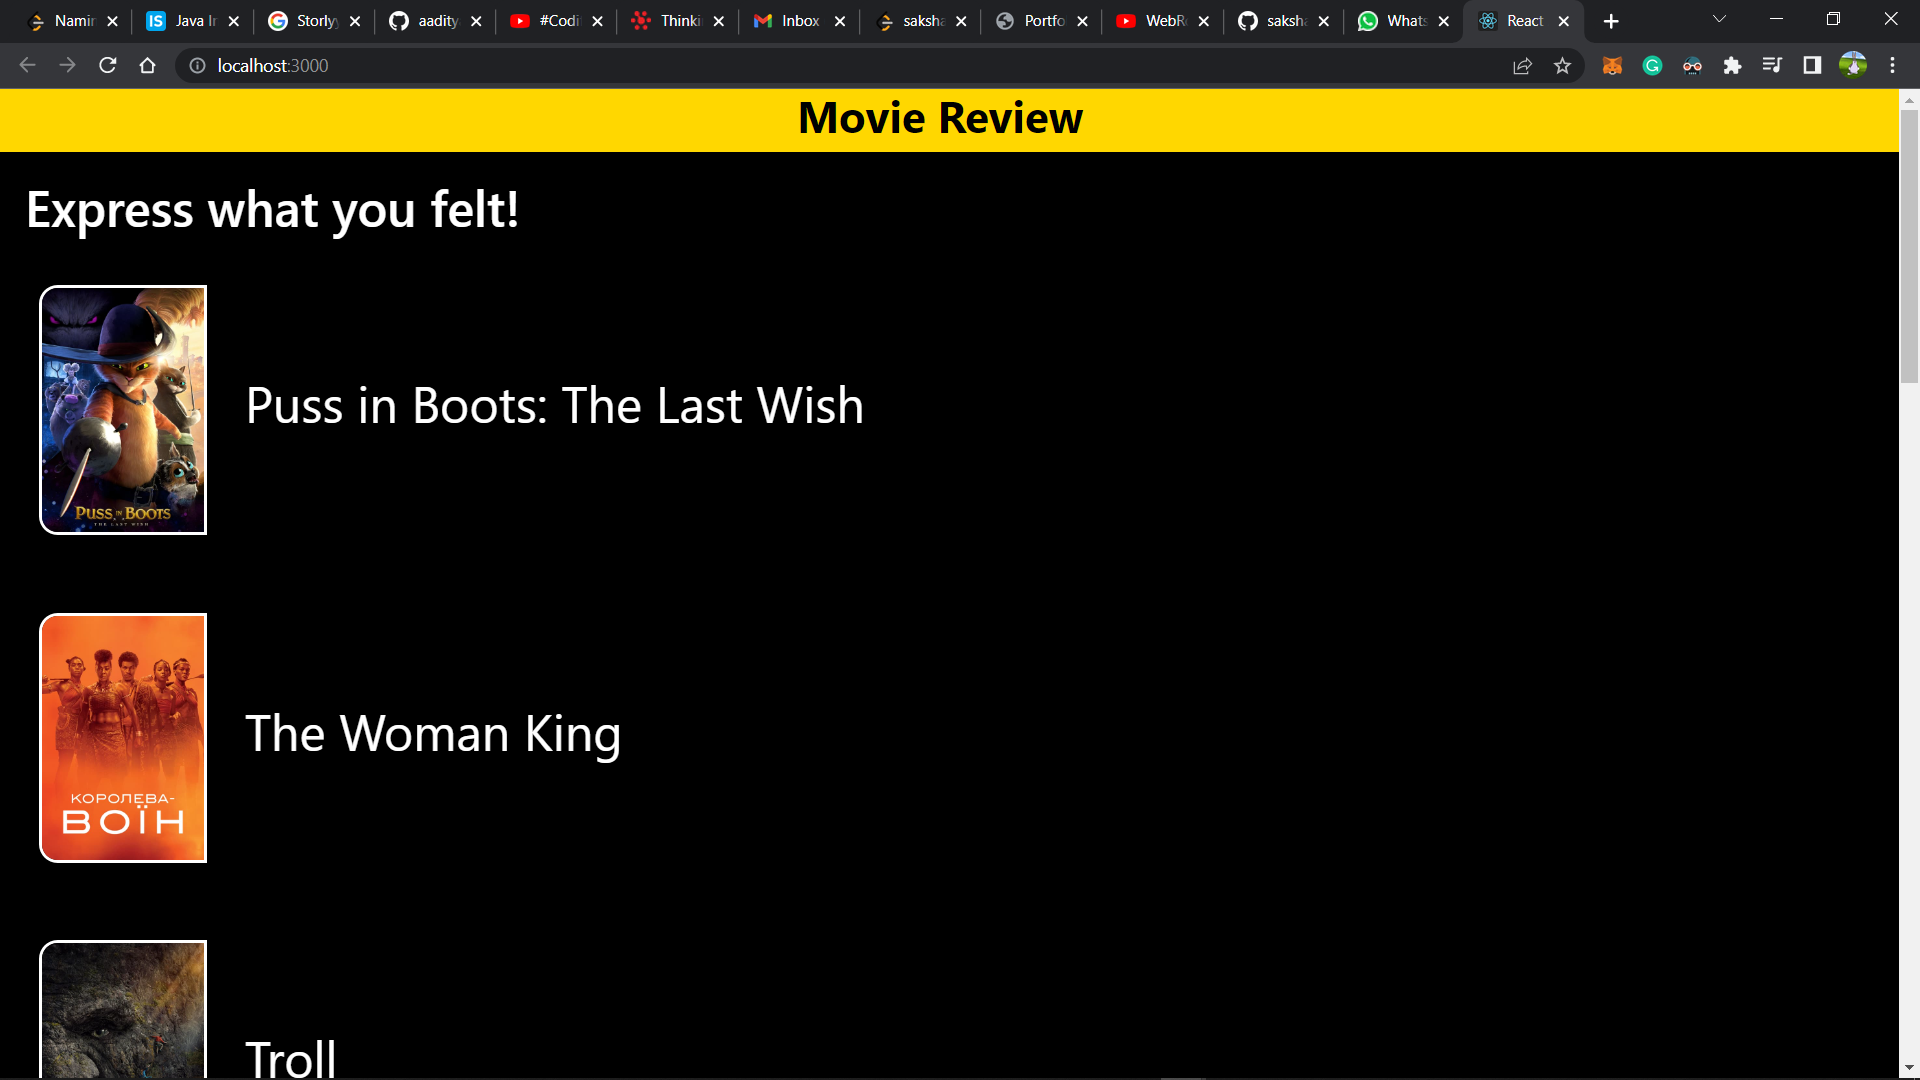 Namin
Java Ir
Storly
aadity
#Codi
Thinki
Inbox
saksha
Portfo
WebR
saksha
Whats
React
localhost:3000
Movie Review
Express what you felt!
PUSS IN BOOTS
THE LAST WISH
Puss in Boots: The Last Wish
КОРОЛЕВА-
ВОЇН
The Woman King
Troll